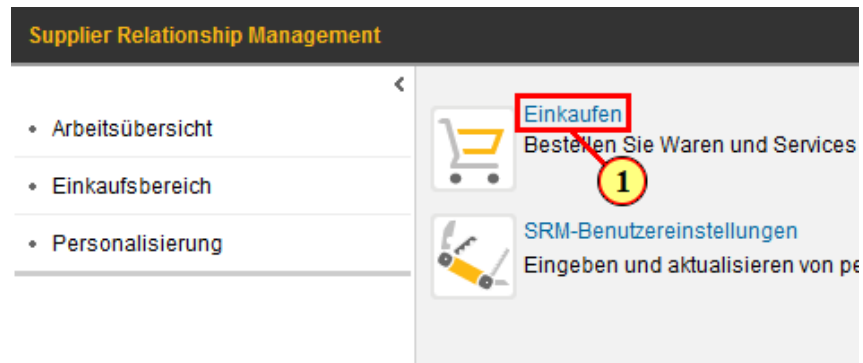 Supplier Relationship Management
<
• Arbeitsübersicht
• Einkaufsbereich
• Personalisierung
Einkaufen
Bestellen Sie Waren und Services
1
SRM-Benutzereinstellungen
Eingeben und aktualisieren von